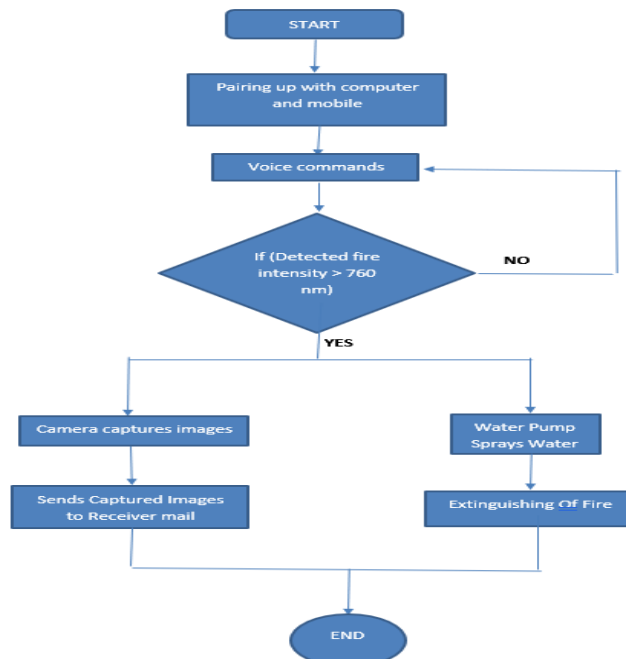 START
Pairing up with computer
and mobile
Voice commands
If (Detected fire
intensity > 760
nm)
NO
YES
Camera captures images
Water Pump
Sprays Water
Sends Captured Images
to Receiver mail
Extinguishing Of Fire
END